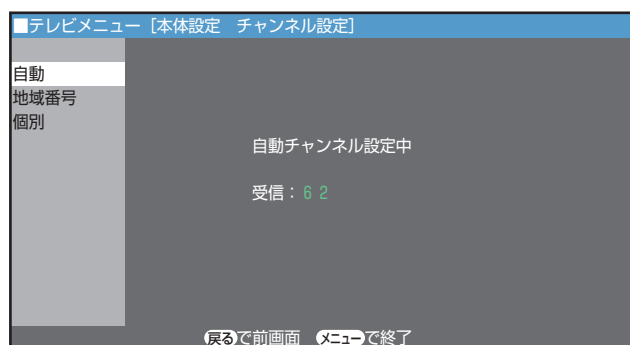 ■テレビメニュー [本体設定 チャンネル設定]
自動
地域番号
個別
自動チャンネル設定中
受信：６２
戻るで前画面 メニューで終了